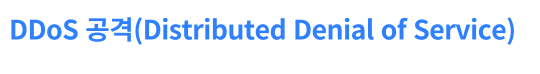 DDoS 공격(Distributed Denial of Service)